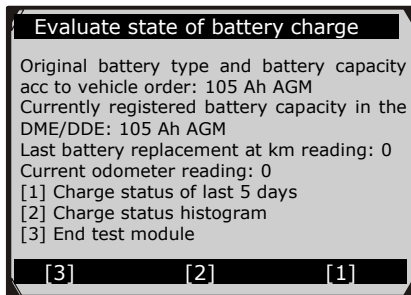 Evaluate state of battery charge
Original battery type and battery capacity
acc to vehicle order: 105 Ah AGM
Currently registered battery capacity in the
DME/DDE: 105 Ah AGM
Last battery replacement at km reading: 0
Current odometer reading: 0
[1] Charge status of last 5 days
[2] Charge status histogram
[3] End test module
[3] [2] [1]